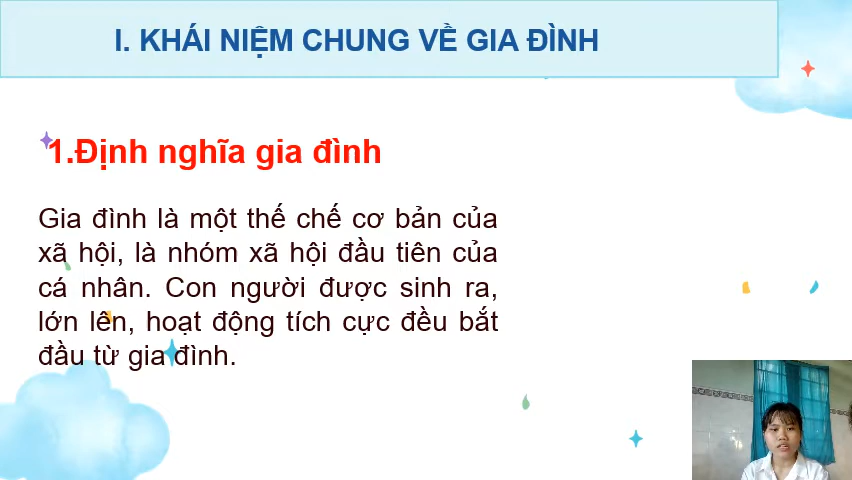 I. KHÁI NIỆM CHUNG VỀ GIA ĐÌNH
1.Định nghĩa gia đình
Gia đình là một thế chế cơ bản của
xã hội, là nhóm xã hội đầu tiên của
cá nhân. Con người được sinh ra,
lớn lên, hoạt động tích cực đều bắt
đầu từ gia đình.